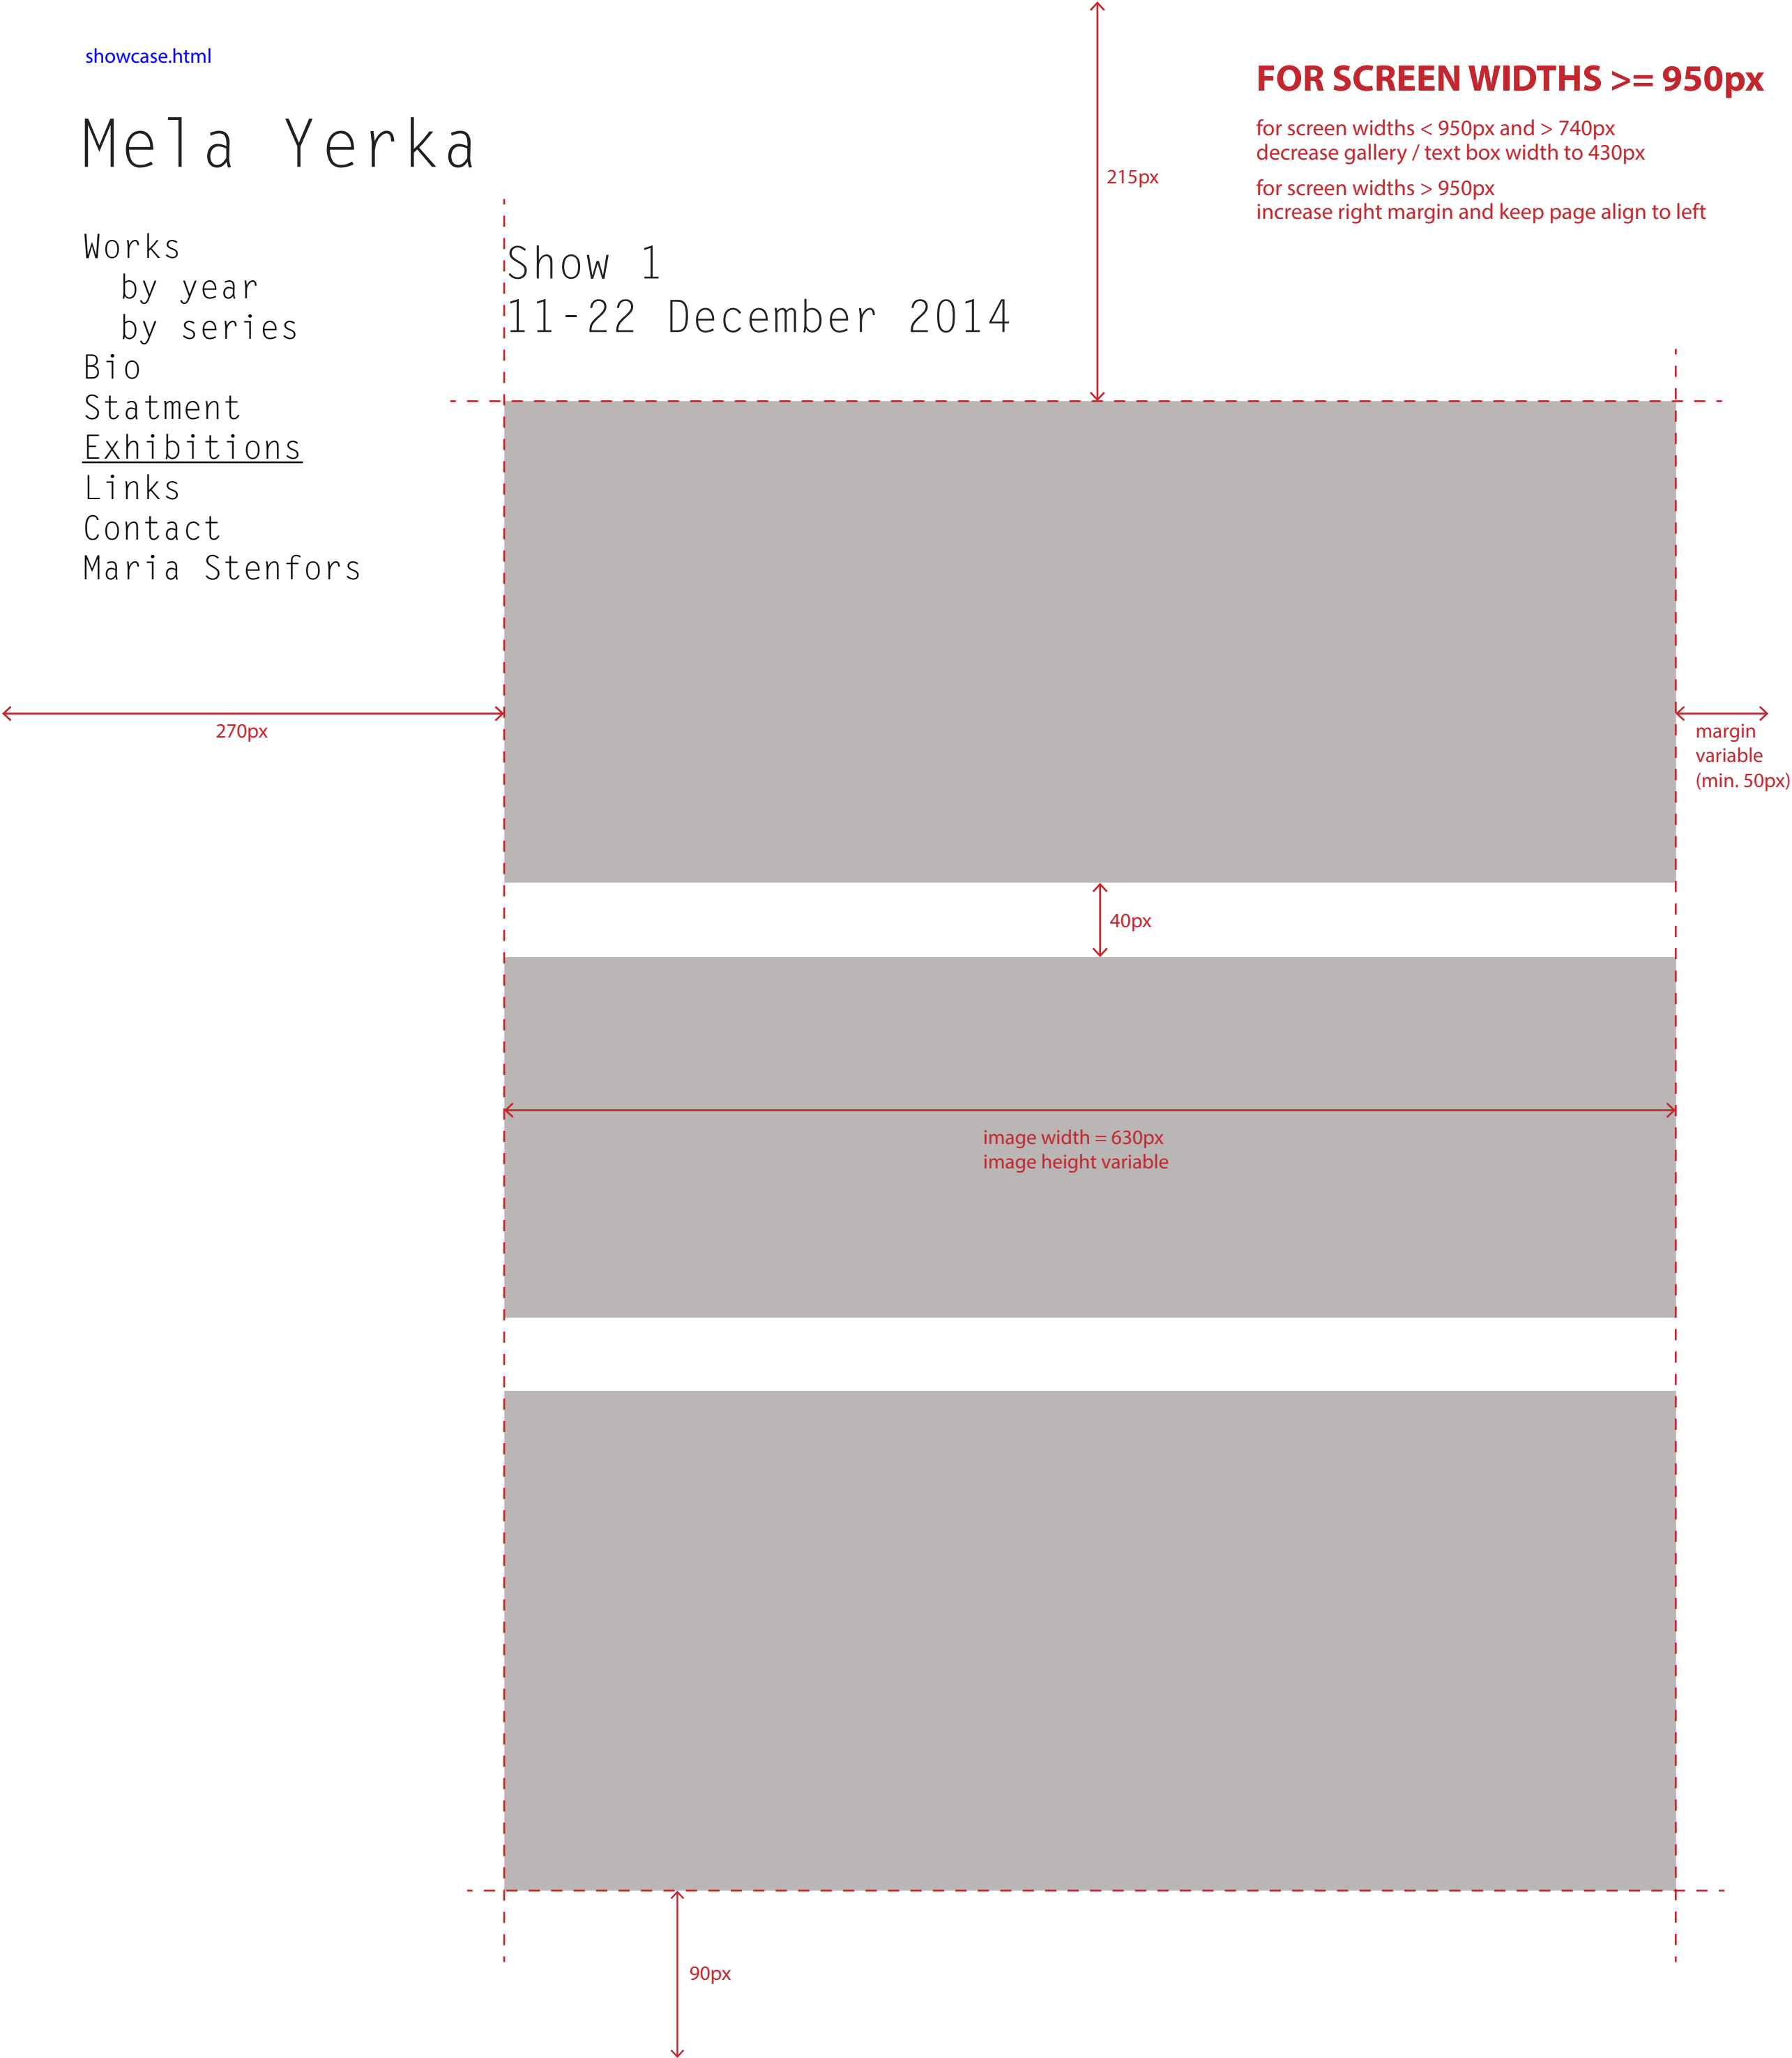 showcase.html
FOR SCREEN WIDTHS >= 950px
for screen widths < 950px and > 740px
decrease gallery / text box width to 430px
for screen widths > 950px
increase right margin and keep page align to left
Mela Yerka
215px
Works
by year
by series
Bio
Statment
Exhibitions
Links
Contact
Maria Stenfors
Show 1
11-22 December 2014
270px
margin
variable
(min. 50px)
40px
image width = 630px
image height variable
90px